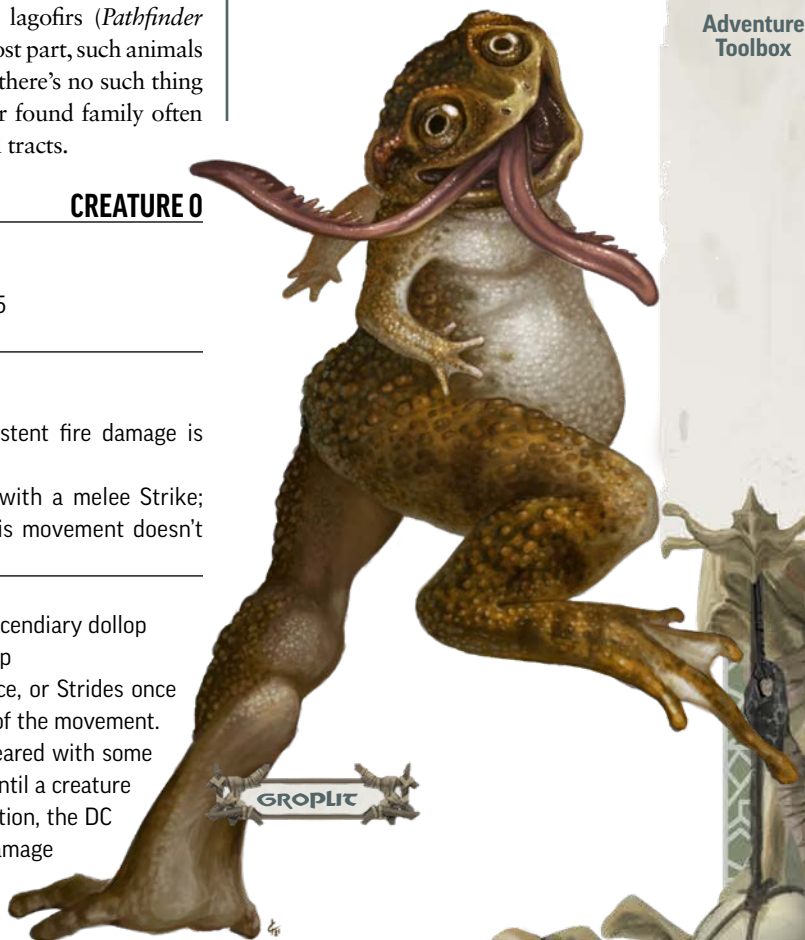 lagofirs (Pathfinder
ost part, such animals
there's no such thing
r found family often
tracts.
CREATURE 0
5
stent fire damage is
with a melee Strike;
is movement doesn't
cendiary dollop
p
ce, or Strides once
of the movement.
eared with some
ntil a creature
tion, the DC
amage
GROPLIT
Adventure
Toolbox